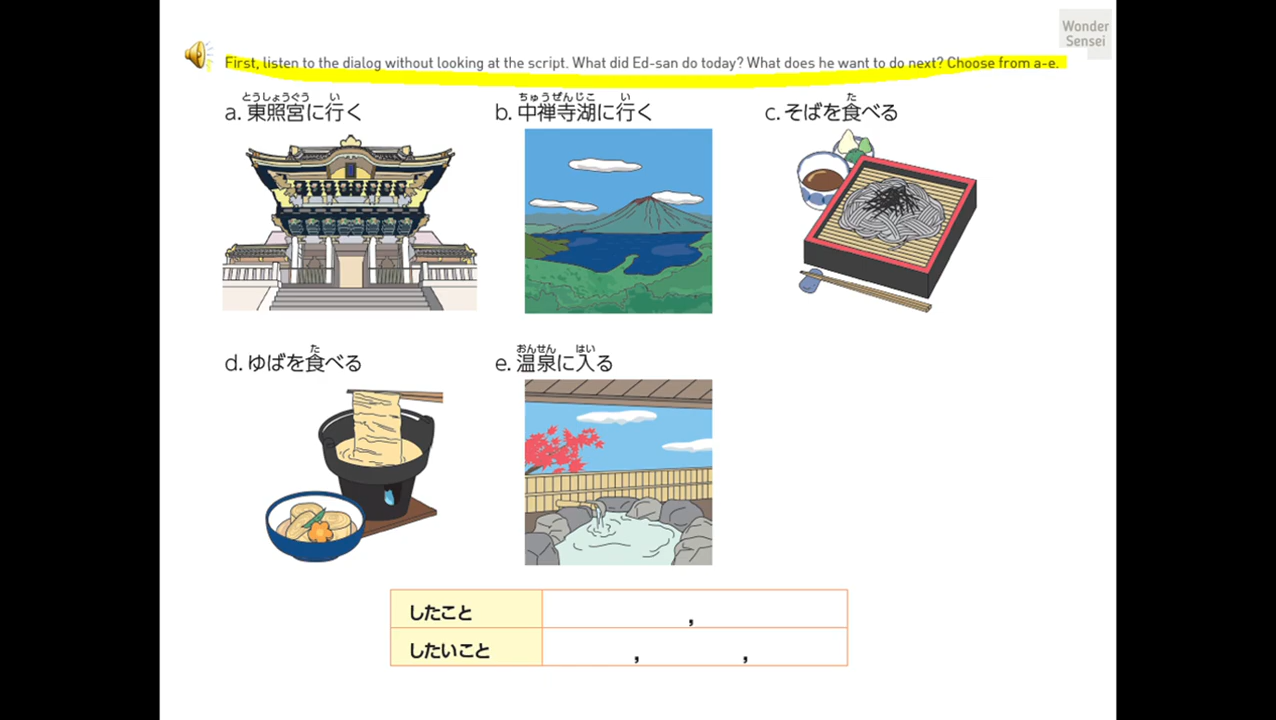 Wonder
Sensei
First, listen to the dialog without looking at the script. What did Ed-san do today? What does he want to do next? Choose from a-e.
とうしょうぐう い
a. 東照宮に行く
ちゅうぜんじこ い
b. 中禅寺湖に行く
た
c. そばを食べる
た
d. ゆばを食べる
おんせん はい
e. 温泉に入る
したこと ,
したいこと , ,